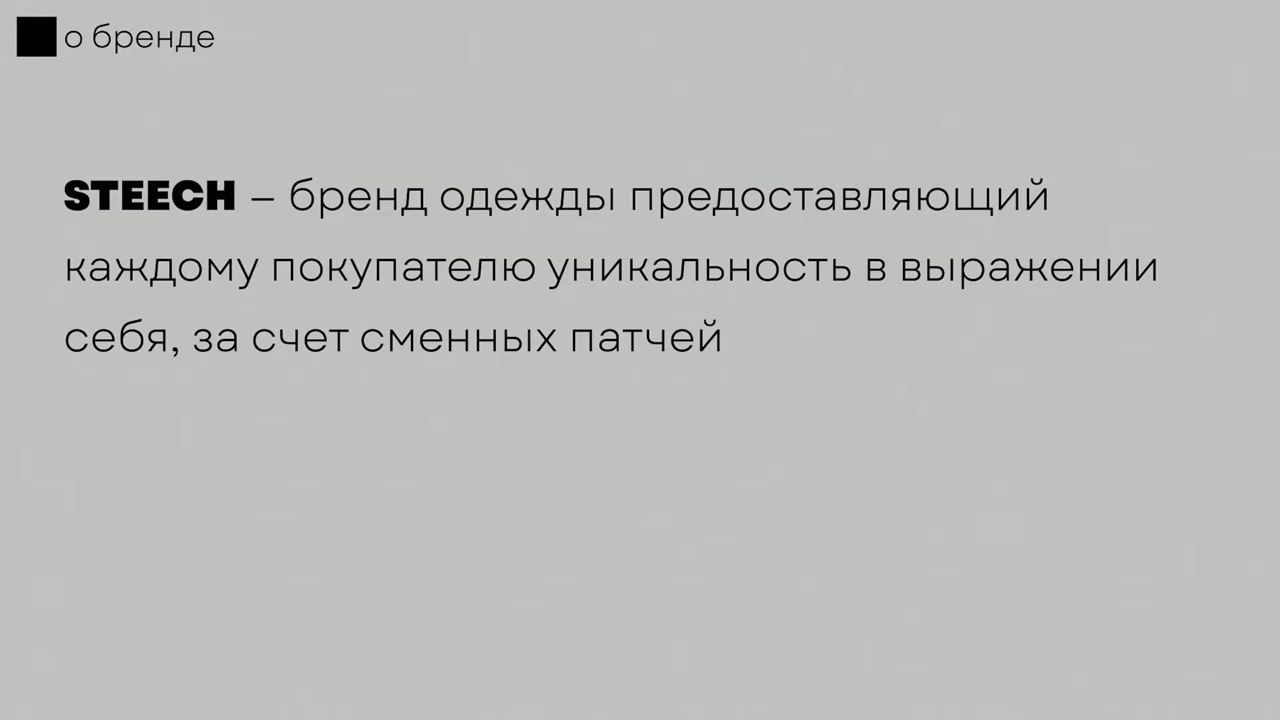 о бренде
STEECH – бренд одежды предоставляющий
каждому покупателю уникальность в выражении
себя, за счет сменных патчей